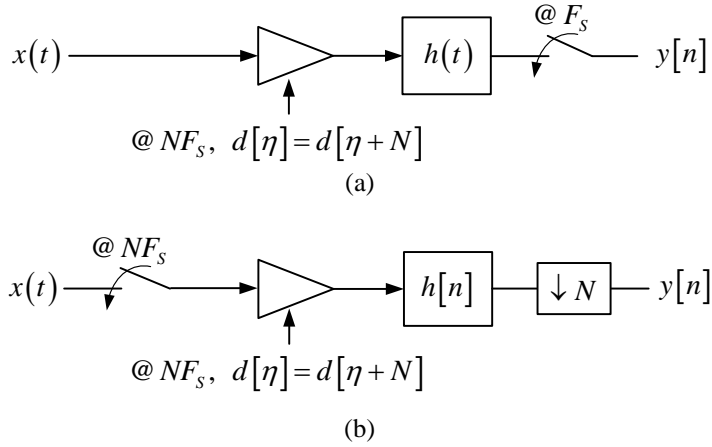 @ F_S
x(t) h(t) y[n]
@ NF_S, d[η] = d[η + N]
(a)
@ NF_S
x(t) h[n] ↓ N y[n]
@ NF_S, d[η] = d[η + N]
(b)